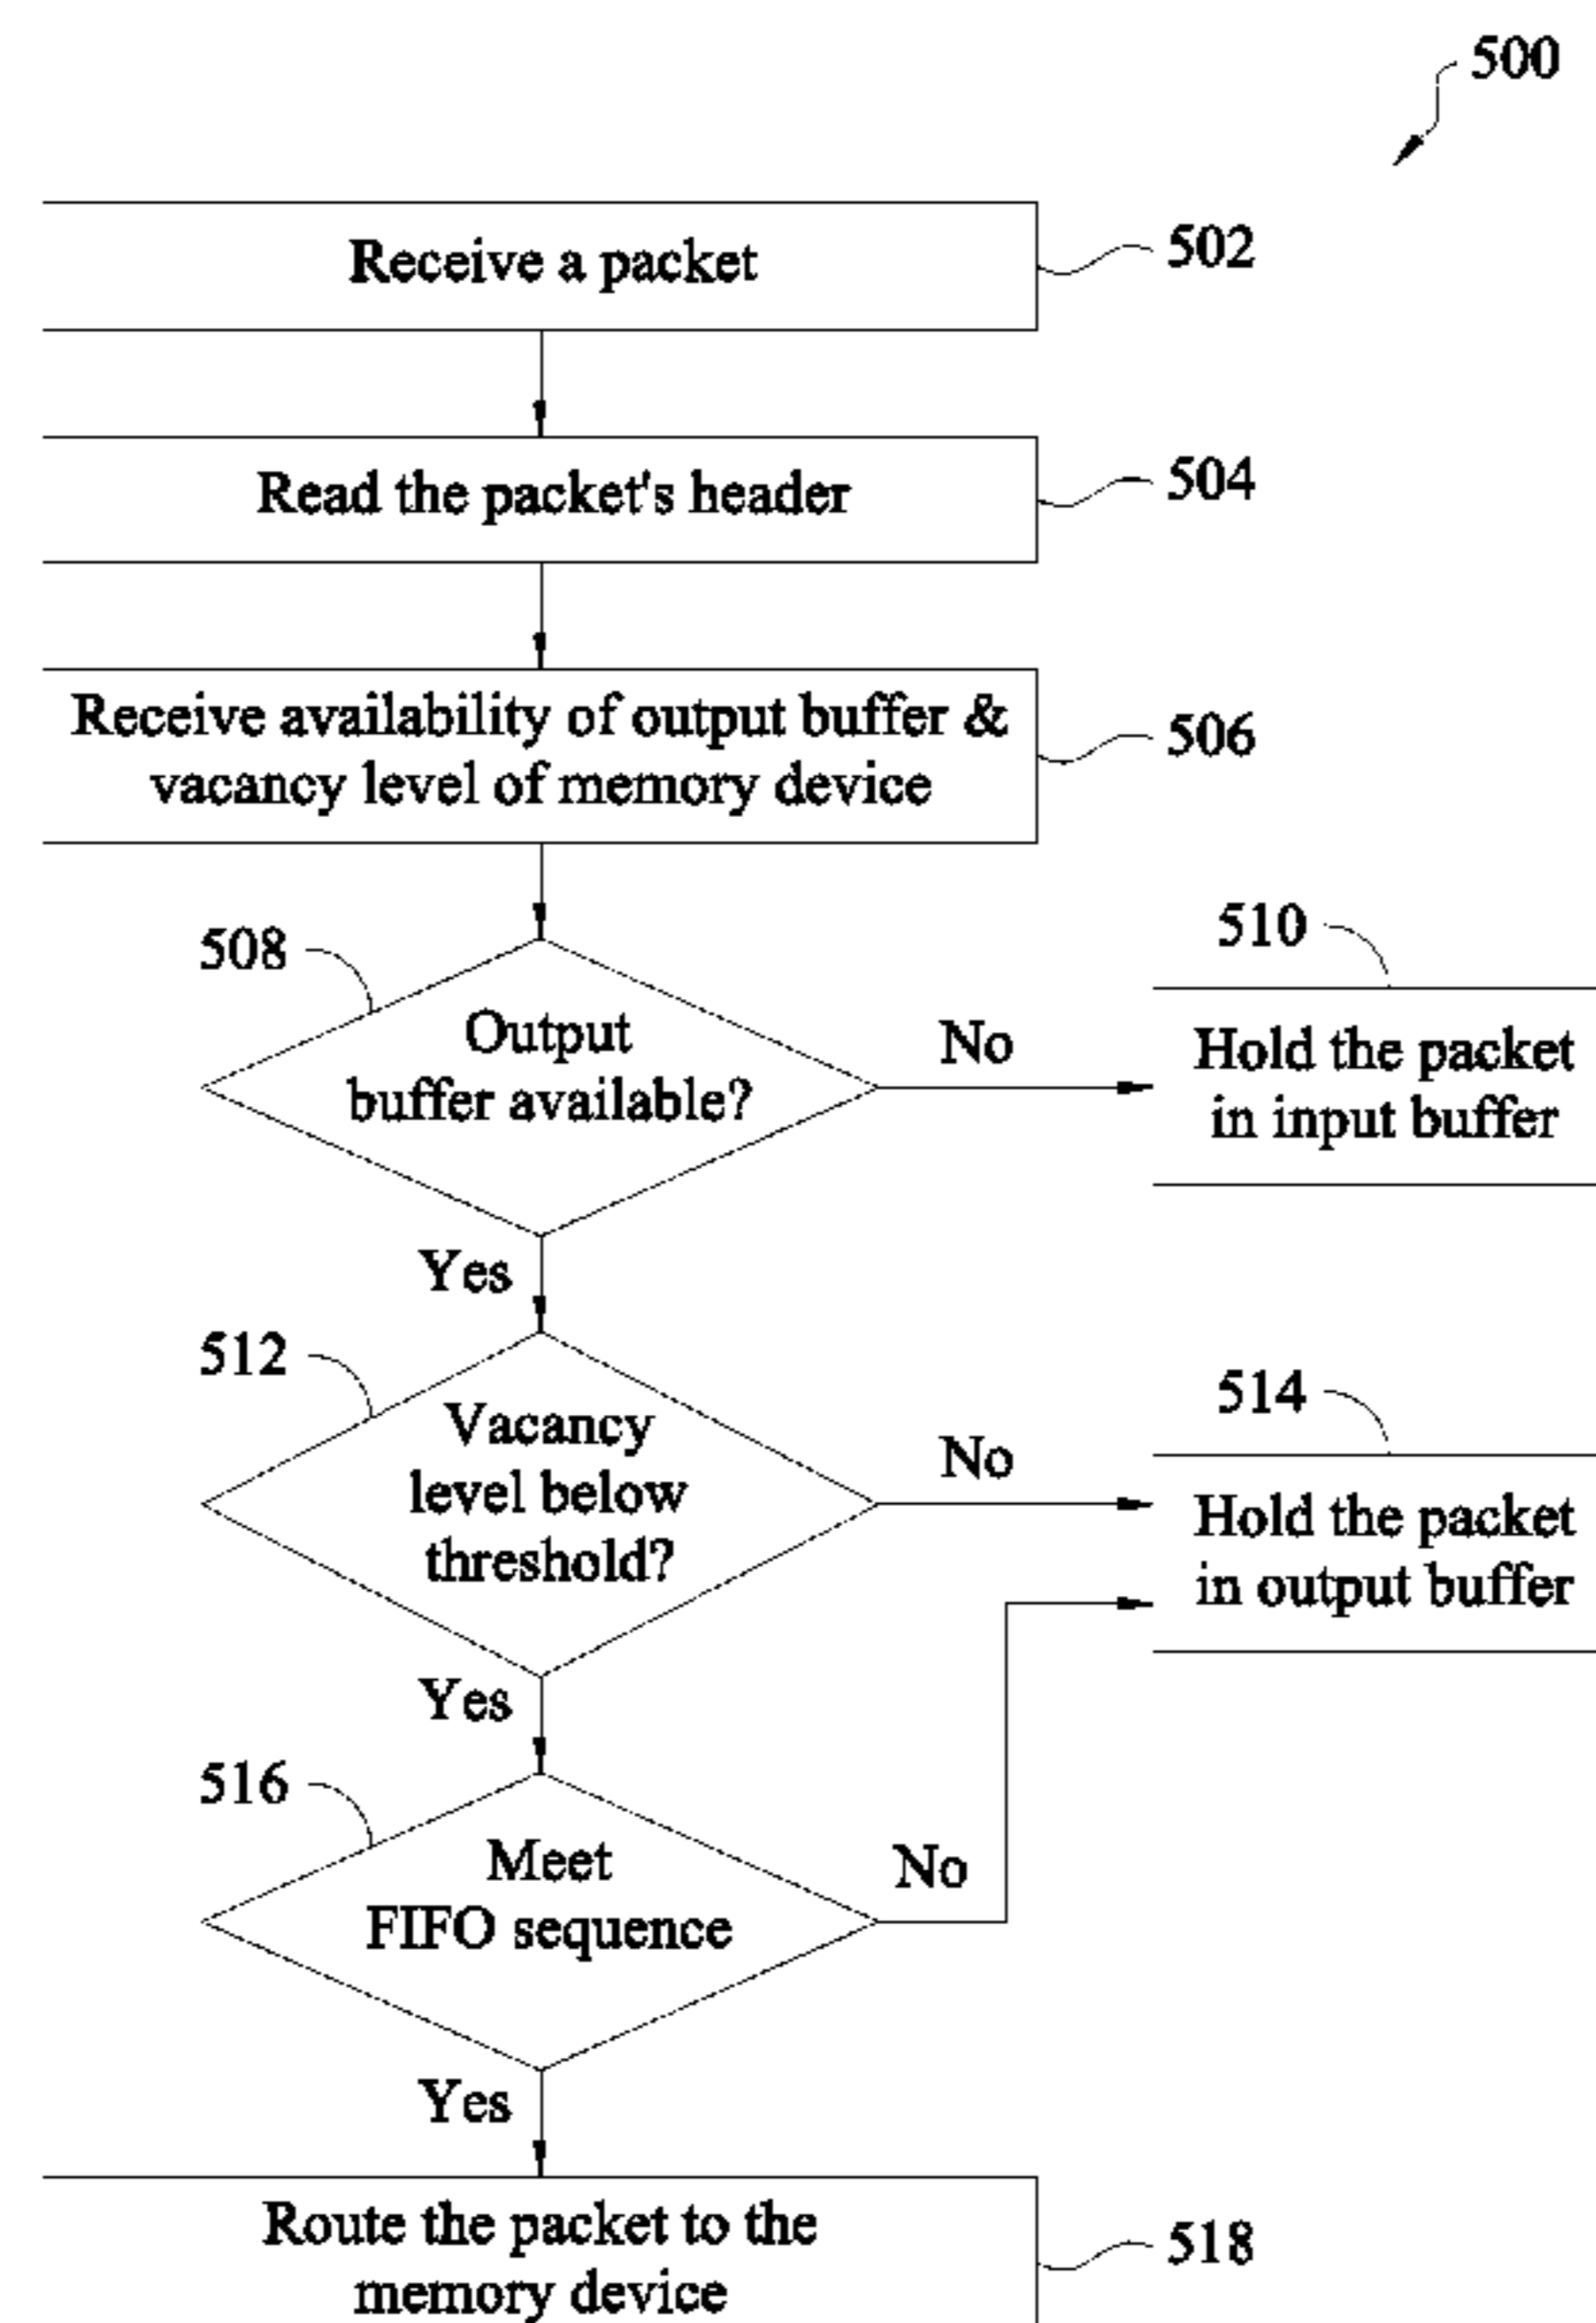 500
Receive a packet
502
Read the packet's header
504
Receive availability of output buffer &
vacancy level of memory device
506
508
Output
buffer available?
No
510
Hold the packet
in input buffer
Yes
512
Vacancy
level below
threshold?
No
514
Hold the packet
in output buffer
Yes
516
Meet
FIFO sequence
No
Yes
Route the packet to the
memory device
518